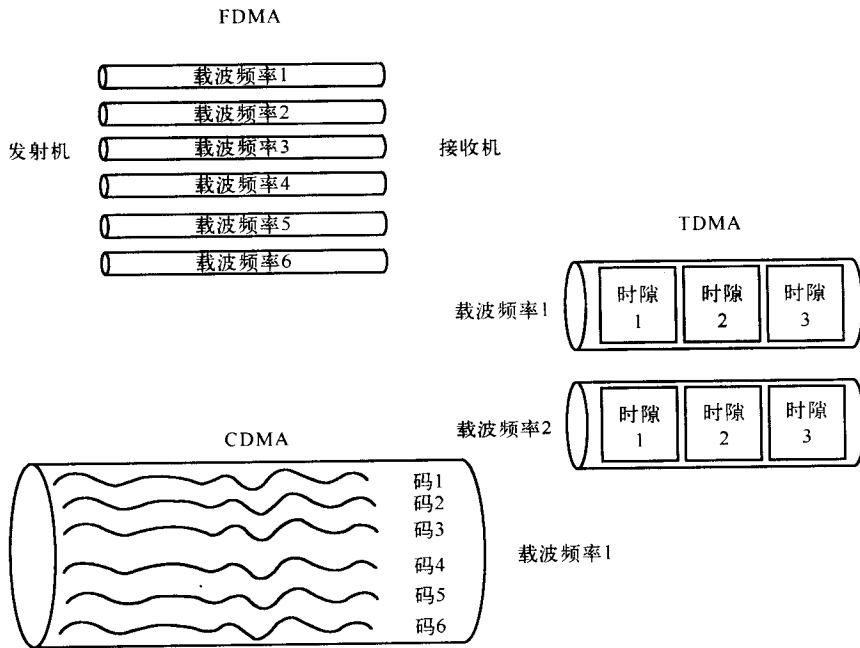 FDMA
载波频率1
载波频率2
发射机
载波频率3
接收机
载波频率4
载波频率5
载波频率6
TDMA
载波频率1
时隙
1
时隙
2
时隙
3
载波频率2
时隙
1
时隙
2
时隙
3
CDMA
码1
码2
码3
码4
码5
码6
载波频率1